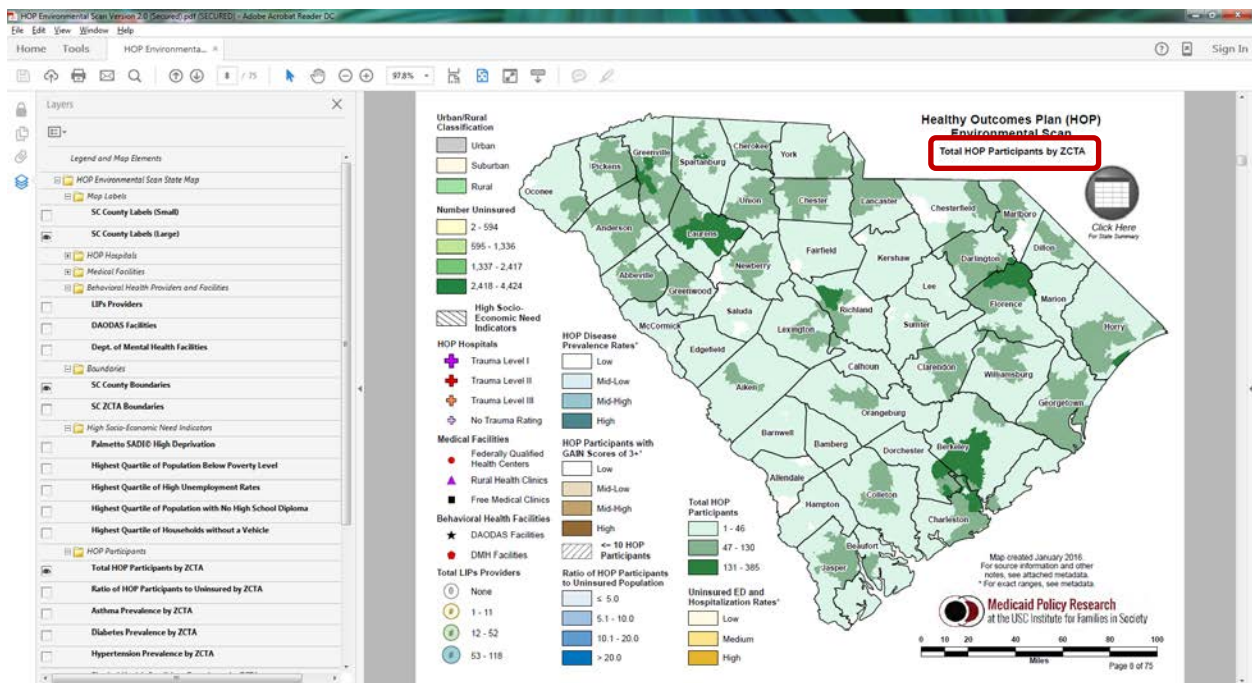 HOP Environmental Scan Version 2.0 (Secured).pdf (SECURED) - Adobe Acrobat Reader DC
File Edit View Window Help
Home Tools HOP Environmenta... × Sign In
8 / 75 97.8%
Layers
Legend and Map Elements
HOP Environmental Scan State Map
Map Labels
SC County Labels (Small)
SC County Labels (Large)
HOP Hospitals
Medical Facilities
Behavioral Health Providers and Facilities
LIPs Providers
DAODAS Facilities
Dept. of Mental Health Facilities
Boundaries
SC County Boundaries
SC ZCTA Boundaries
High Socio-Economic Need Indicators
Palmetto SADI© High Deprivation
Highest Quartile of Population Below Poverty Level
Highest Quartile of High Unemployment Rates
Highest Quartile of Population with No High School Diploma
Highest Quartile of Households without a Vehicle
HOP Participants
Total HOP Participants by ZCTA
Ratio of HOP Participants to Uninsured by ZCTA
Asthma Prevalence by ZCTA
Diabetes Prevalence by ZCTA
Hypertension Prevalence by ZCTA
Urban/Rural
Classification
Urban
Suburban
Rural
Number Uninsured
2 - 594
595 - 1,336
1,337 - 2,417
2,418 - 4,424
High Socio-
Economic Need
Indicators
HOP Hospitals
Trauma Level I
Trauma Level II
Trauma Level III
No Trauma Rating
Medical Facilities
Federally Qualified
Health Centers
Rural Health Clinics
Free Medical Clinics
Behavioral Health Facilities
DAODAS Facilities
DMH Facilities
Total LIPs Providers
None
1 - 11
12 - 52
53 - 118
HOP Disease
Prevalence Rates*
Low
Mid-Low
Mid-High
High
HOP Participants with
GAIN Scores of 3+*
Low
Mid-Low
Mid-High
High
<= 10 HOP
Participants
Ratio of HOP Participants
to Uninsured Population
≤ 5.0
5.1 - 10.0
10.1 - 20.0
> 20.0
Total HOP
Participants
1 - 46
47 - 130
131 - 385
Uninsured ED and
Hospitalization Rates*
Low
Medium
High
Healthy Outcomes Plan (HOP)
Environmental Scan
Total HOP Participants by ZCTA
Click Here
For State Summary
Oconee
Pickens
Greenville
Spartanburg
Cherokee
York
Union
Chester
Lancaster
Chesterfield
Marlboro
Dillon
Anderson
Laurens
Fairfield
Kershaw
Darlington
Abbeville
Greenwood
Newberry
Lee
Florence
Marion
Horry
Saluda
Richland
Sumter
McCormick
Lexington
Edgefield
Calhoun
Clarendon
Williamsburg
Aiken
Orangeburg
Georgetown
Barnwell
Bamberg
Dorchester
Berkeley
Allendale
Colleton
Hampton
Charleston
Beaufort
Jasper
Map created January 2016.
For source information and other
notes, see attached metadata.
* For exact ranges, see metadata.
Medicaid Policy Research
at the USC Institute for Families in Society
0 10 20 40 60 80 100
Miles
Page 8 of 75